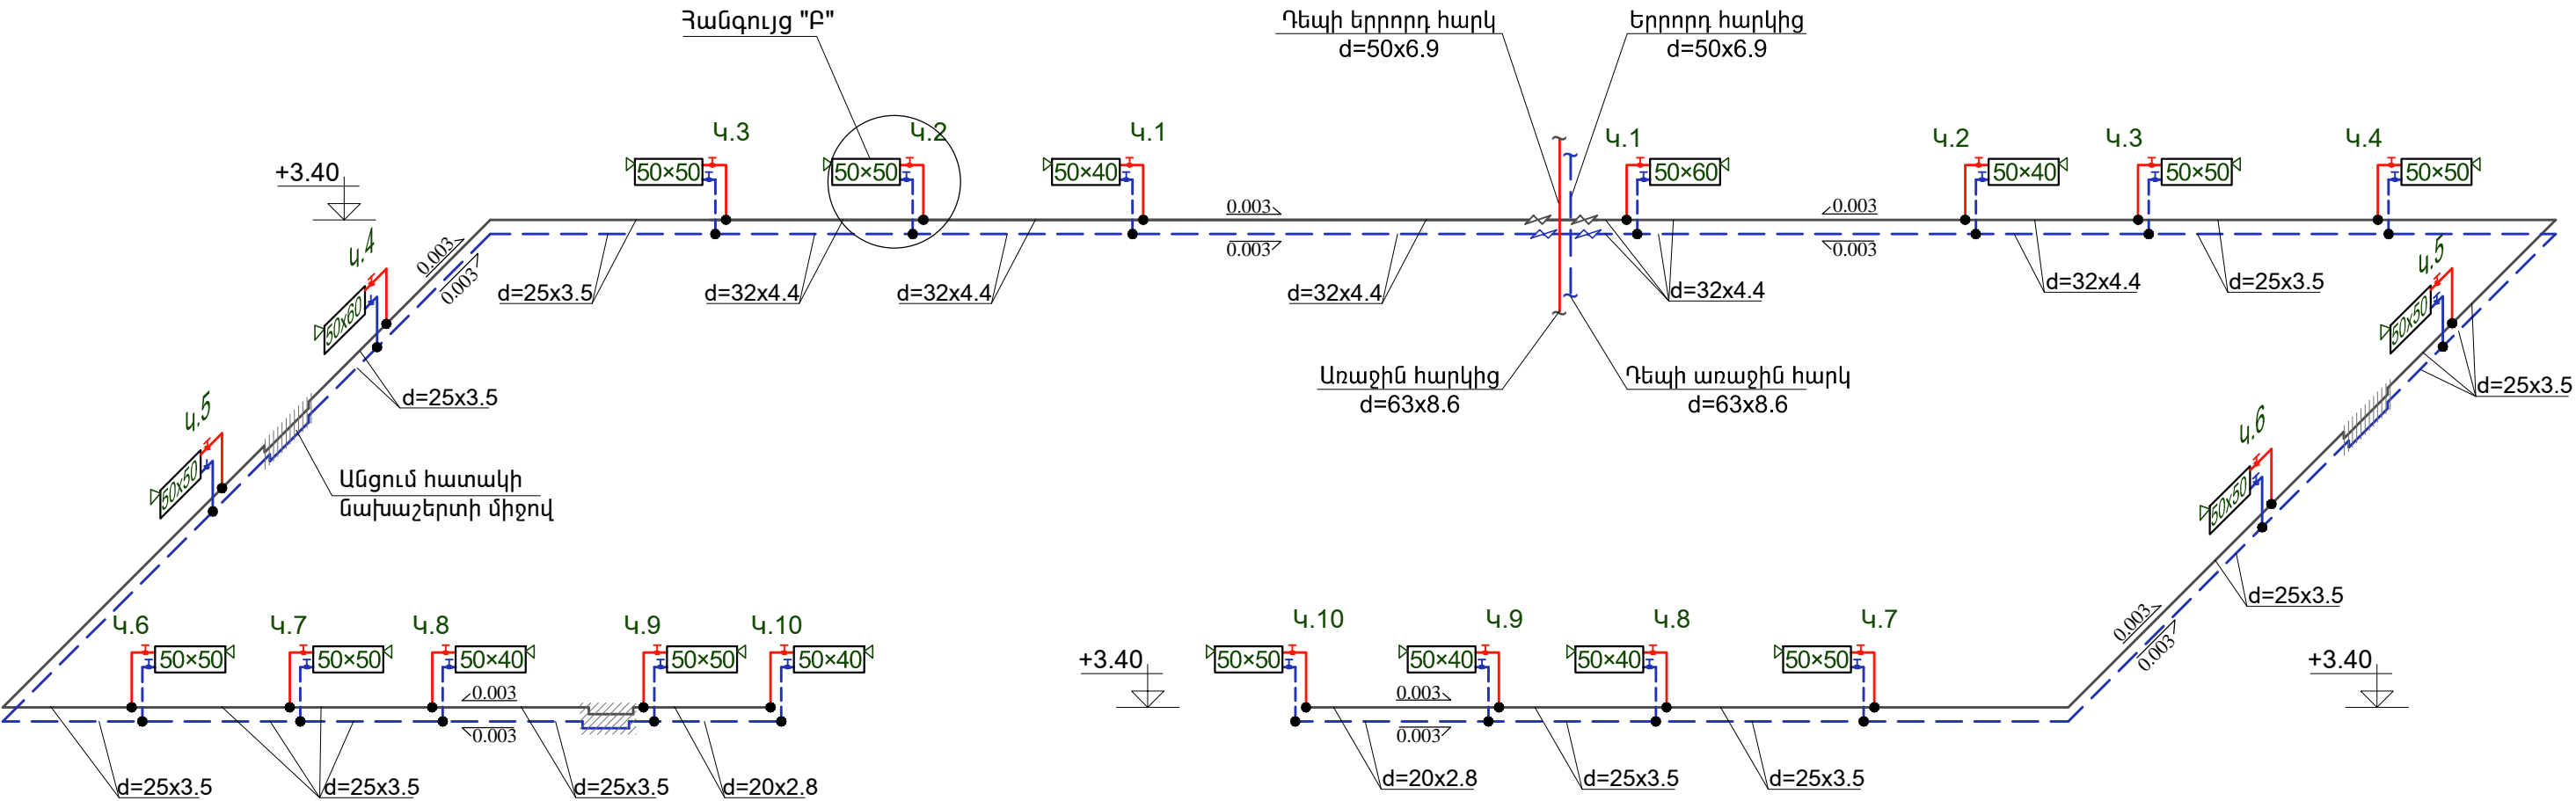 Հանգույց "Բ"
Դեպի երրորդ հարկ
d=50x6.9
Երրորդ հարկից
d=50x6.9
Կ.3
Կ.2
Կ.1
Կ.1
Կ.2
Կ.3
Կ.4
+3.40
50×50
50×50
50×40
50×60
50×40
50×50
50×50
0.003
0.003
0.003
0.003
0.003
0.003
Կ.4
50x60
Կ.5
50x50
d=25x3.5
d=32x4.4
d=32x4.4
d=32x4.4
d=32x4.4
d=32x4.4
d=25x3.5
Առաջին հարկից
d=63x8.6
Դեպի առաջին հարկ
d=63x8.6
d=25x3.5
d=25x3.5
Կ.5
50x50
Կ.6
50x50
Անցում հատակի
նախաշերտի միջով
d=25x3.5
0.003
0.003
Կ.6
Կ.7
Կ.8
Կ.9
Կ.10
50×50
50×50
50×40
50×50
50×40
0.003
0.003
d=25x3.5
d=25x3.5
d=25x3.5
d=20x2.8
+3.40
Կ.10
Կ.9
Կ.8
Կ.7
50×50
50×40
50×40
50×50
+3.40
0.003
0.003
d=20x2.8
d=25x3.5
d=25x3.5